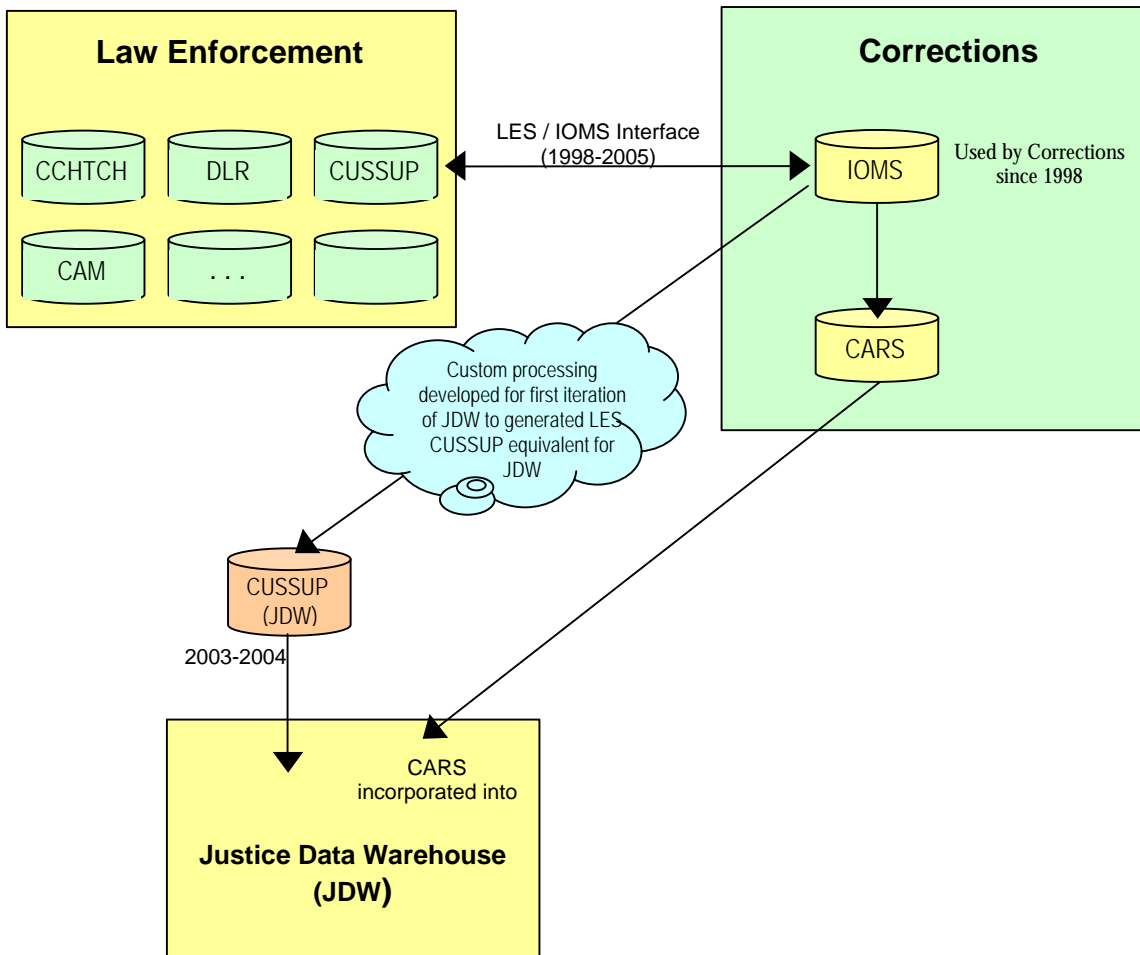 Law Enforcement
CCHTCH
DLR
CUSSUP
CAM
. . .
LES / IOMS Interface
(1998-2005)
Corrections
IOMS
Used by Corrections
since 1998
CARS
Custom processing
developed for first iteration
of JDW to generated LES
CUSSUP equivalent for
JDW
CUSSUP
(JDW)
2003-2004
CARS
incorporated into
Justice Data Warehouse
(JDW)